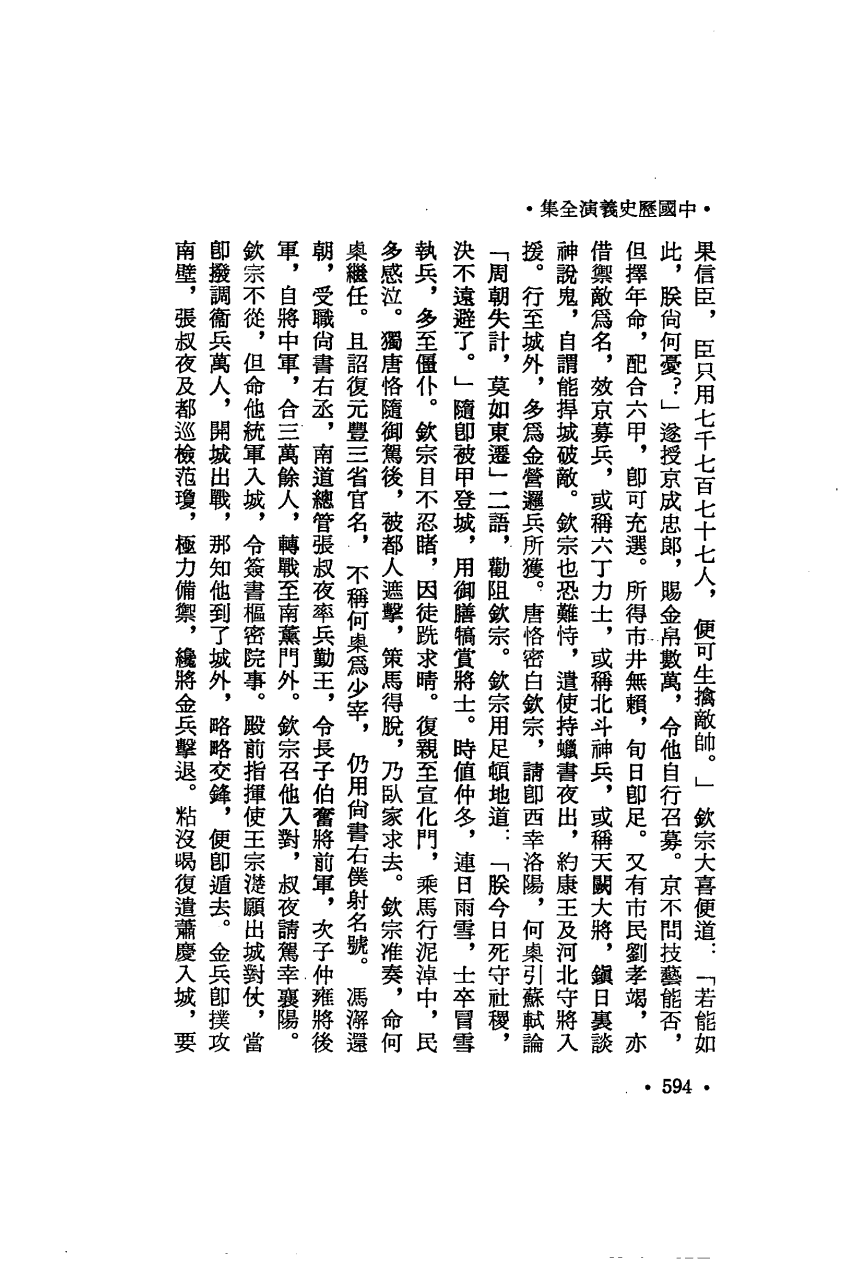 ·中國歷史演義全集·
果信臣，臣只用七千七百七十七人，便可生擒敵帥。」欽宗大喜便道：「若能如
此，朕尙何憂？」遂授京成忠郞，賜金帛數萬，令他自行召募。京不問技藝能否，
但擇年命，配合六甲，卽可充選。所得市井無賴，旬日卽足。又有市民劉孝竭，亦
借禦敵爲名，效京募兵，或稱六丁力士，或稱北斗神兵，或稱天闕大將，鎭日裏談
神說鬼，自謂能捍城破敵。欽宗也恐難恃，遣使持蠟書夜出，約康王及河北守將入
援。行至城外，多爲金營邏兵所獲。唐恪密白欽宗，請卽西幸洛陽，何㮚引蘇軾論
「周朝失計，莫如東遷」二語，勸阻欽宗。欽宗用足頓地道：「朕今日死守社稷，
決不遠避了。」隨卽被甲登城，用御膳犒賞將士。時値仲冬，連日雨雪，士卒冒雪
執兵，多至僵仆。欽宗目不忍睹，因徒跣求晴。復親至宣化門，乘馬行泥淖中，民
多感泣。獨唐恪隨御駕後，被都人遮擊，策馬得脫，乃臥家求去。欽宗准奏，命何
㮚繼任。且詔復元豐三省官名，不稱何㮚爲少宰，仍用尙書右僕射名號。馮澥還
朝，受職尙書右丞，南道總管張叔夜率兵勤王，令長子伯奮將前軍，次子仲雍將後
軍，自將中軍，合三萬餘人，轉戰至南薰門外。欽宗召他入對，叔夜請駕幸襄陽。
欽宗不從，但命他統軍入城，令簽書樞密院事。殿前指揮使王宗濋願出城對仗，當
卽撥調衞兵萬人，開城出戰，那知他到了城外，略略交鋒，便卽遁去。金兵卽撲攻
南壁，張叔夜及都巡檢范瓊，極力備禦，纔將金兵擊退。粘沒喝復遣蕭慶入城，要
·594·